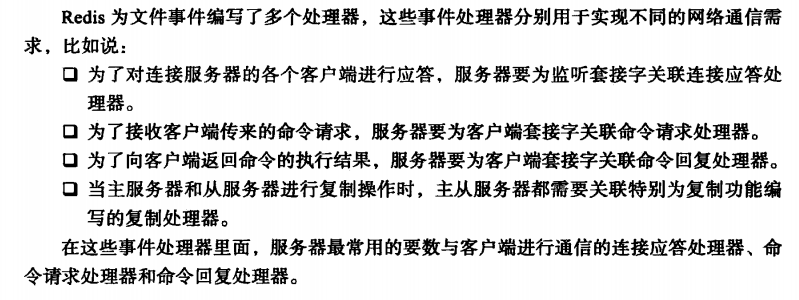 Redis 为文件事件编写了多个处理器，这些事件处理器分别用于实现不同的网络通信需
求，比如说：
❑ 为了对连接服务器的各个客户端进行应答，服务器要为监听套接字关联连接应答处
理器。
❑ 为了接收客户端传来的命令请求，服务器要为客户端套接字关联命令请求处理器。
❑ 为了向客户端返回命令的执行结果，服务器要为客户端套接字关联命令回复处理器。
❑ 当主服务器和从服务器进行复制操作时，主从服务器都需要关联特别为复制功能编
写的复制处理器。
在这些事件处理器里面，服务器最常用的要数与客户端进行通信的连接应答处理器、命
令请求处理器和命令回复处理器。